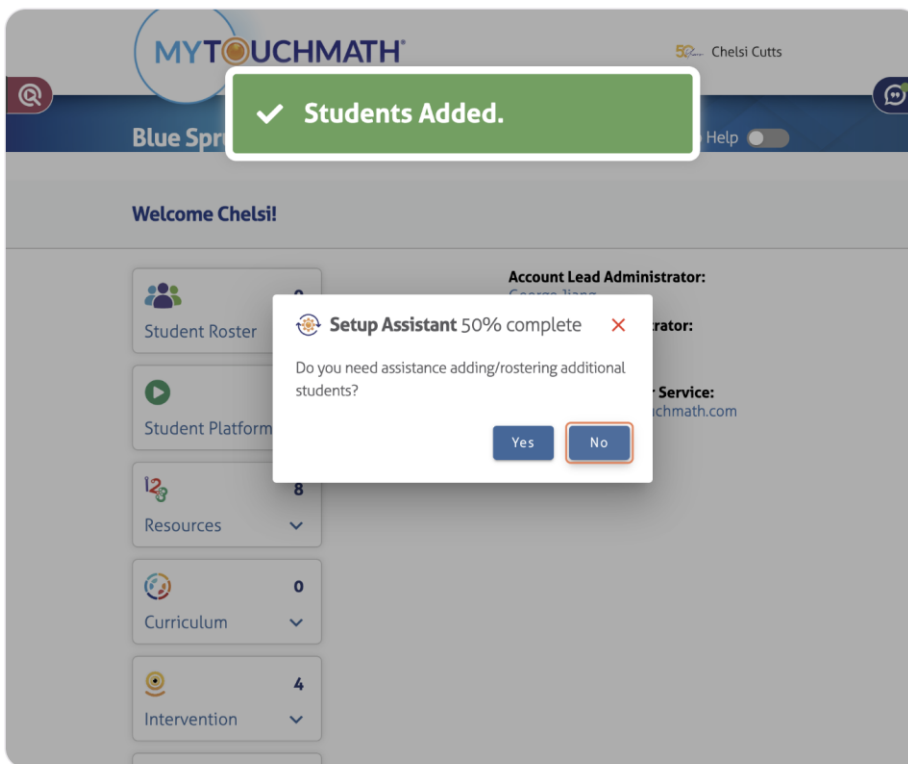 MYTOUCHMATH®
Chelsi Cutts
Students Added.
Blue Spr
Help
Welcome Chelsi!
Account Lead Administrator:
Student Roster
Setup Assistant 50% complete
rator:
Do you need assistance adding/rostering additional
students?
Service:
uchmath.com
Student Platform
Yes
No
8
Resources
0
Curriculum
4
Intervention